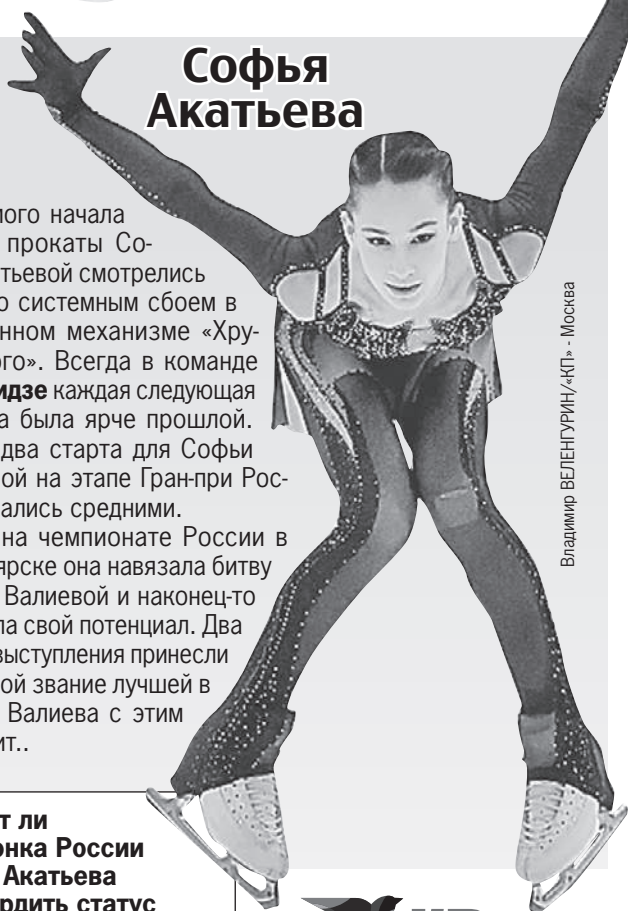 Софья
Акатьева
мого начала
прокаты Со-
тьевой смотрелись
о системным сбоем в
нном механизме «Хру-
ого». Всегда в команде
идзе каждая следующая
а была ярче прошлой.
два старта для Софьи
ой на этапе Гран-при Рос-
ались средними.
на чемпионате России в
ярске она навязала битву
Валиевой и наконец-то
ла свой потенциал. Два
выступления принесли
ой звание лучшей в
Валиева с этим
ит..
т ли
онка России
Акатьева
рдить статус
Владимир ВЕЛЕНГУРИН/«КП» - Москва